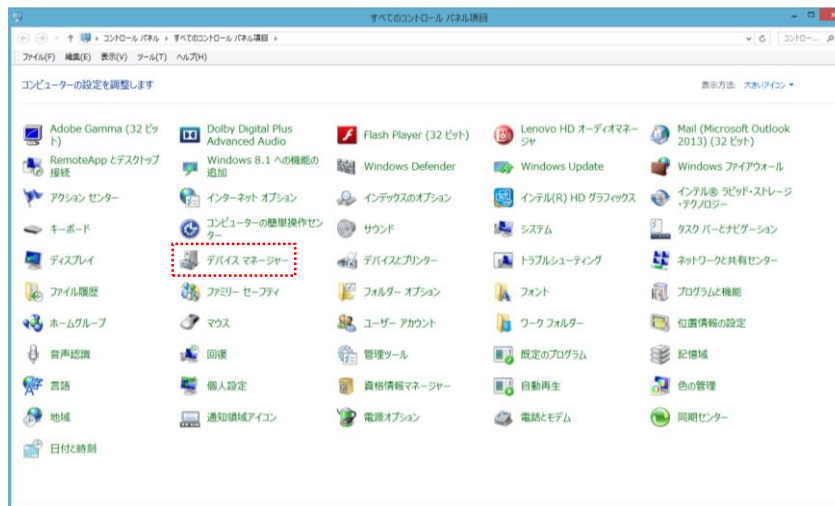 すべてのコントロール パネル項目
コントロール パネル ▸ すべてのコントロール パネル項目 ▸
コントロー...
ファイル(F) 編集(E) 表示(V) ツール(T) ヘルプ(H)
コンピューターの設定を調整します
表示方法: 大きいアイコン
Adobe Gamma (32 ビッ
ト)
Dolby Digital Plus
Advanced Audio
Flash Player (32 ビット)
Lenovo HD オーディオマネー
ジャ
Mail (Microsoft Outlook
2013) (32 ビット)
RemoteApp とデスクトップ
接続
Windows 8.1 への機能の
追加
Windows Defender
Windows Update
Windows ファイアウォール
アクション センター
インターネット オプション
インデックスのオプション
インテル(R) HD グラフィックス
インテル® ラピッド・ストレージ
・テクノロジー
キーボード
コンピューターの簡単操作セン
ター
サウンド
システム
タスク バーとナビゲーション
ディスプレイ
デバイス マネージャー
デバイスとプリンター
トラブルシューティング
ネットワークと共有センター
ファイル履歴
ファミリー セーフティ
フォルダー オプション
フォント
プログラムと機能
ホームグループ
マウス
ユーザー アカウント
ワーク フォルダー
位置情報の設定
音声認識
回復
管理ツール
既定のプログラム
記憶域
言語
個人設定
資格情報マネージャー
自動再生
色の管理
地域
通知領域アイコン
電源オプション
電話とモデム
同期センター
日付と時刻